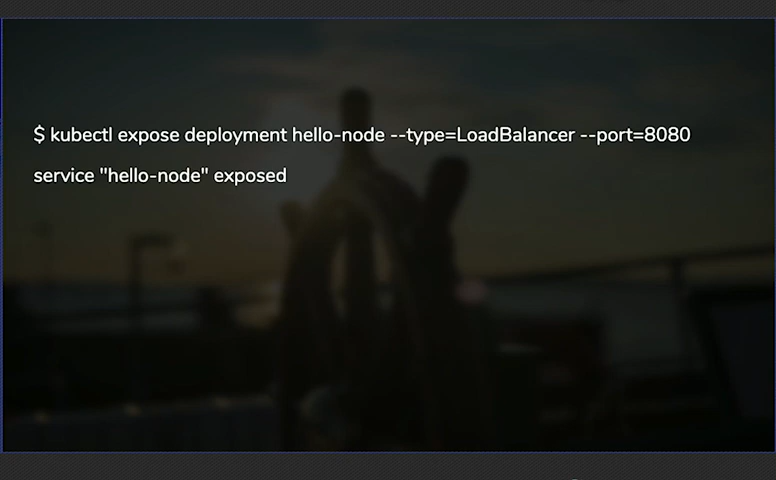 $ kubectl expose deployment hello-node --type=LoadBalancer --port=8080
service "hello-node" exposed